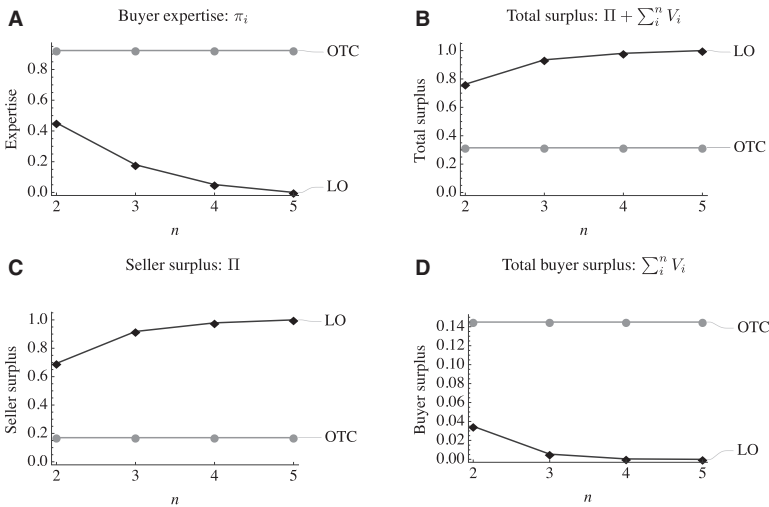 A
Buyer expertise: πᵢ
Expertise
0.8
0.6
0.4
0.2
0.0
2 3 4 5
n
OTC
LO
B
Total surplus: Π + ∑ᵢⁿ Vᵢ
Total surplus
1.0
0.8
0.6
0.4
0.2
0.0
2 3 4 5
n
LO
OTC
C
Seller surplus: Π
Seller surplus
1.0
0.8
0.6
0.4
0.2
0.0
2 3 4 5
n
LO
OTC
D
Total buyer surplus: ∑ᵢⁿ Vᵢ
Buyer surplus
0.14
0.12
0.10
0.08
0.06
0.04
0.02
0.00
2 3 4 5
n
OTC
LO